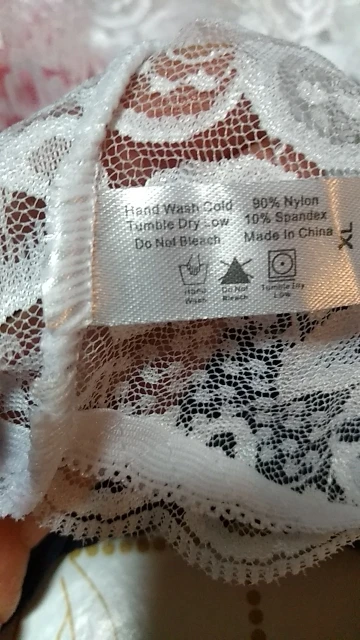 Hand Wash Cold
Tumble Dry Low
Do Not Bleach
90% Nylon
10% Spandex
Made In China
XL
Hand
Wash
Do Not
Bleach
Tumble Dry
Low